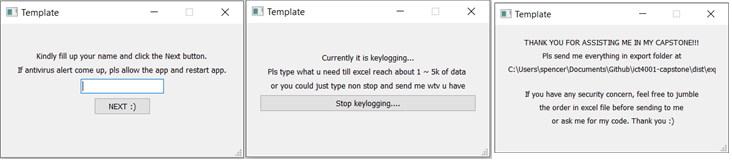 Template
Kindly fill up your name and click the Next button.
If antivirus alert come up, pls allow the app and restart app.
NEXT :)
Template
Currently it is keylogging...
Pls type what u need till excel reach about 1 ~ 5k of data
or you could just type non stop and send me wtv u have
Stop keylogging....
Template
THANK YOU FOR ASSISTING ME IN MY CAPSTONE!!!
Pls send me everything in export folder at
C:\Users\spencer\Documents\Github\ict4001-capstone\dist\exp
If you have any security concern, feel free to jumble
the order in excel file before sending to me
or ask me for my code. Thank you :)